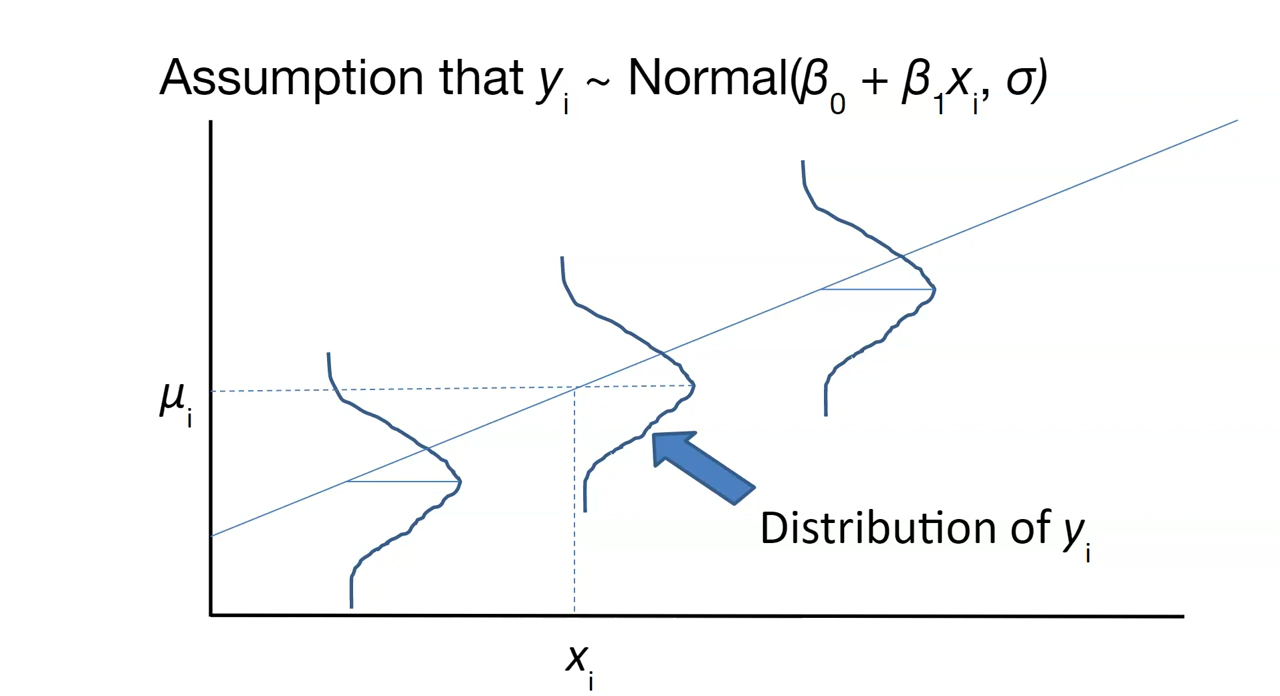 Assumption that yᵢ ~ Normal(β₀ + β₁xᵢ, σ)
μᵢ
Distribution of yᵢ
xᵢ